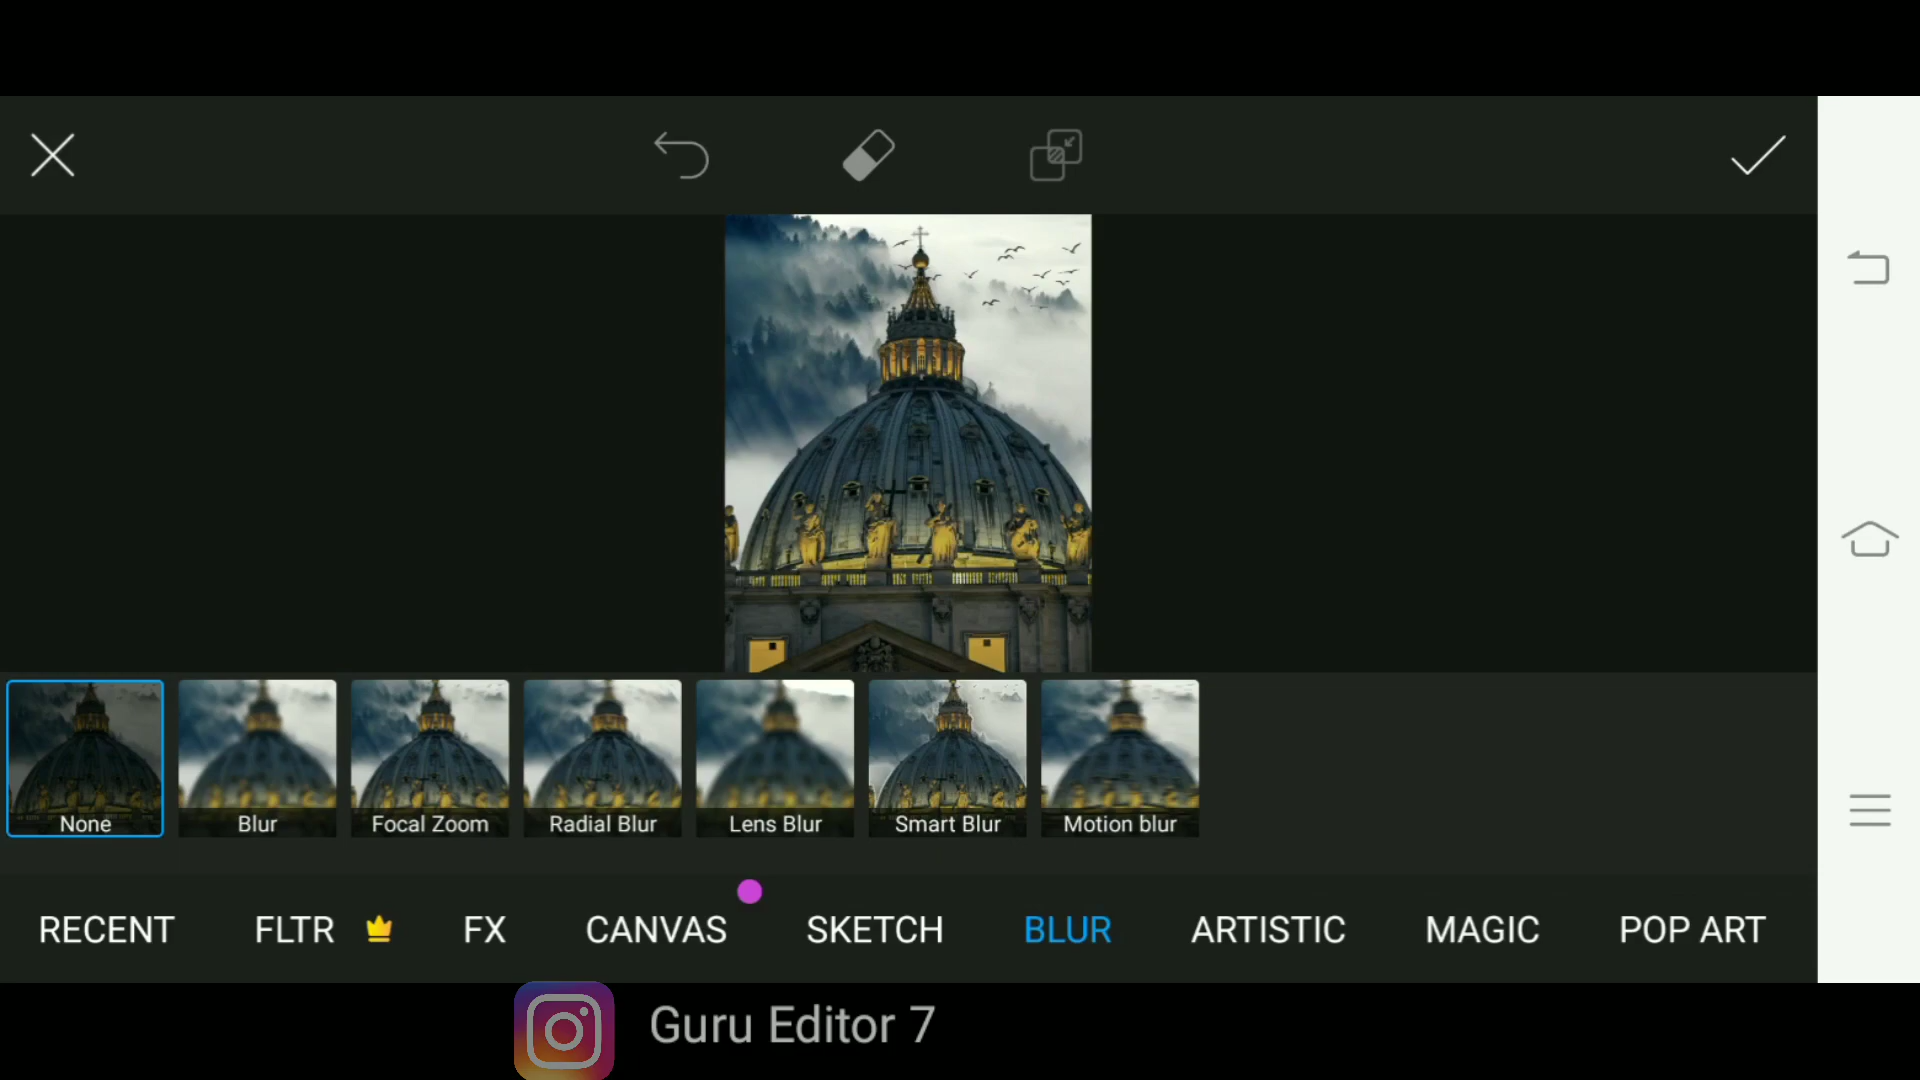 None
Blur
Focal Zoom
Radial Blur
Lens Blur
Smart Blur
Motion blur
RECENT
FLTR
FX
CANVAS
SKETCH
BLUR
ARTISTIC
MAGIC
POP ART
Guru Editor 7